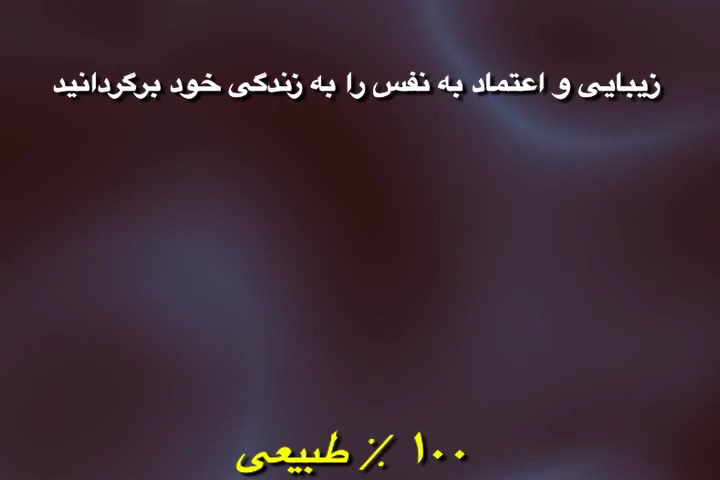 زیبایی و اعتماد به نفس را به زندگی خود برگردانید
۱۰۰ ٪ طبیعی